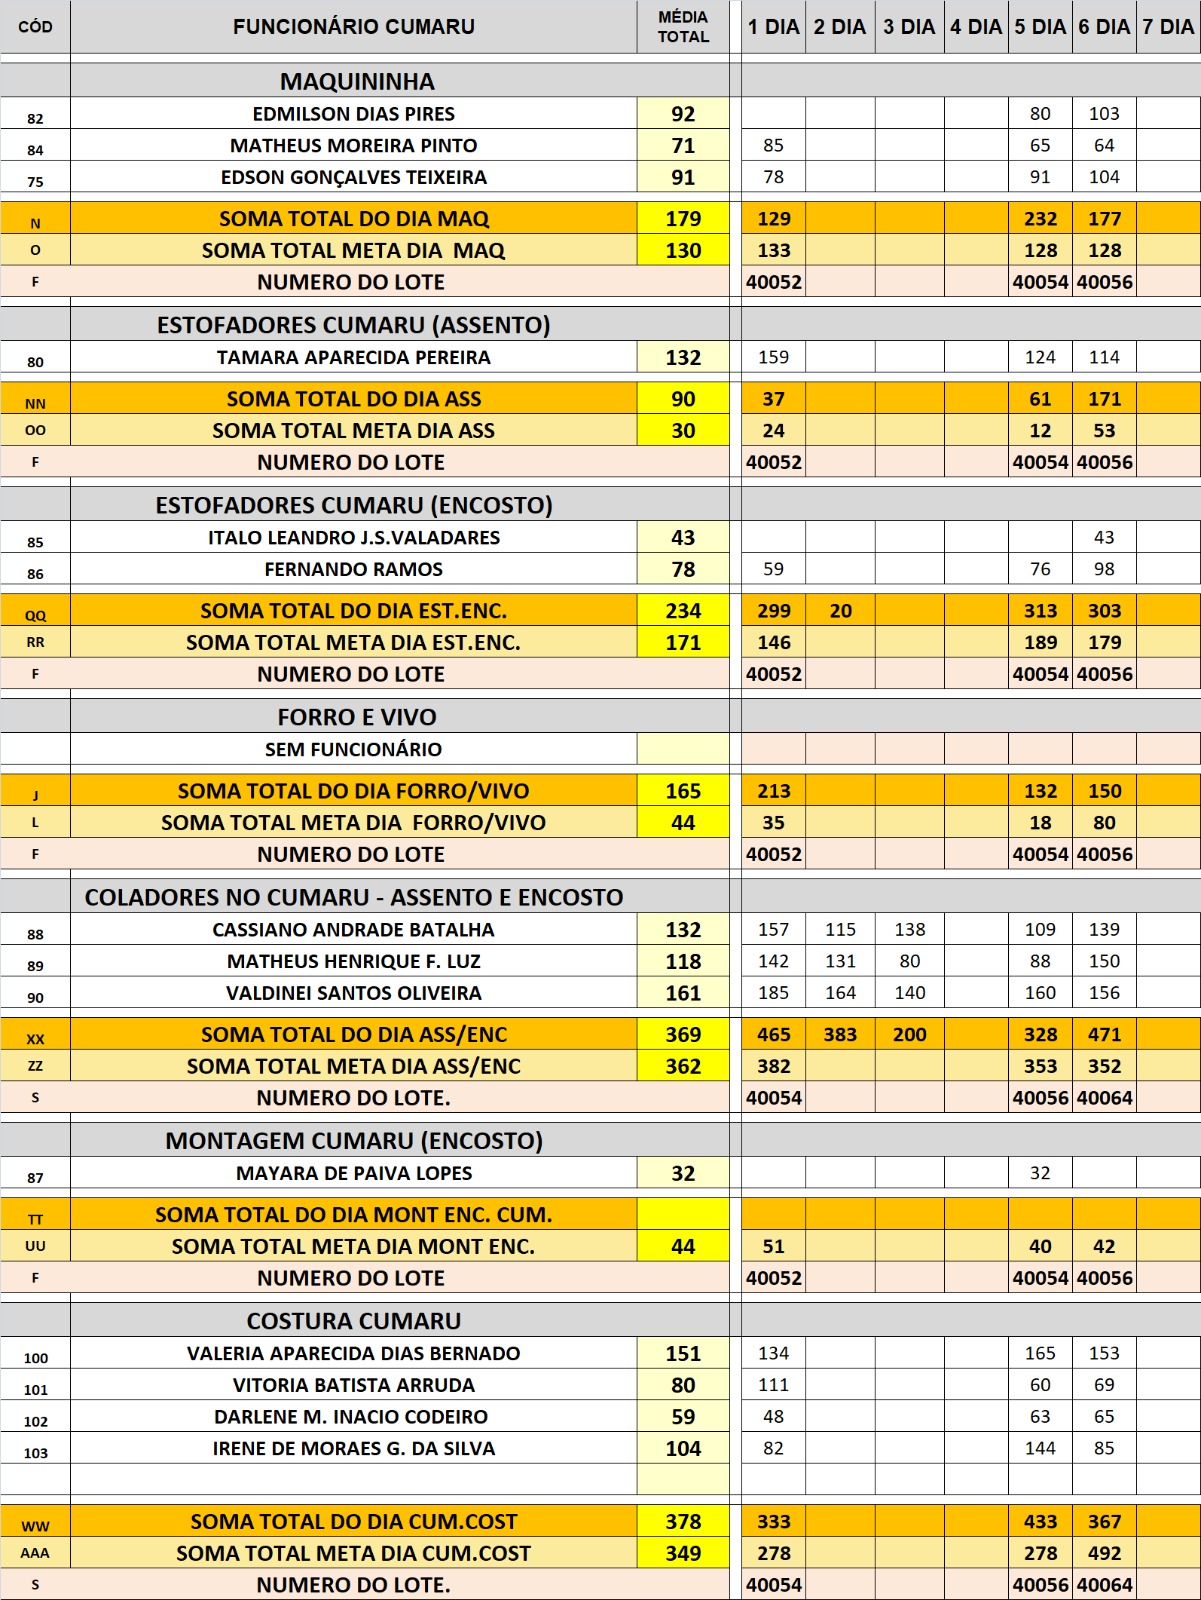 CÓD FUNCIONÁRIO CUMARU MÉDIA TOTAL 1 DIA 2 DIA 3 DIA 4 DIA 5 DIA 6 DIA 7 DIA
MAQUININHA
82 EDMILSON DIAS PIRES 92 80 103
84 MATHEUS MOREIRA PINTO 71 85 65 64
75 EDSON GONÇALVES TEIXEIRA 91 78 91 104
N SOMA TOTAL DO DIA MAQ 179 129 232 177
O SOMA TOTAL META DIA MAQ 130 133 128 128
F NUMERO DO LOTE 40052 40054 40056
ESTOFADORES CUMARU (ASSENTO)
80 TAMARA APARECIDA PEREIRA 132 159 124 114
NN SOMA TOTAL DO DIA ASS 90 37 61 171
OO SOMA TOTAL META DIA ASS 30 24 12 53
F NUMERO DO LOTE 40052 40054 40056
ESTOFADORES CUMARU (ENCOSTO)
85 ITALO LEANDRO J.S.VALADARES 43 43
86 FERNANDO RAMOS 78 59 76 98
QQ SOMA TOTAL DO DIA EST.ENC. 234 299 20 313 303
RR SOMA TOTAL META DIA EST.ENC. 171 146 189 179
F NUMERO DO LOTE 40052 40054 40056
FORRO E VIVO
SEM FUNCIONÁRIO
J SOMA TOTAL DO DIA FORRO/VIVO 165 213 132 150
L SOMA TOTAL META DIA FORRO/VIVO 44 35 18 80
F NUMERO DO LOTE 40052 40054 40056
COLADORES NO CUMARU - ASSENTO E ENCOSTO
88 CASSIANO ANDRADE BATALHA 132 157 115 138 109 139
89 MATHEUS HENRIQUE F. LUZ 118 142 131 80 88 150
90 VALDINEI SANTOS OLIVEIRA 161 185 164 140 160 156
XX SOMA TOTAL DO DIA ASS/ENC 369 465 383 200 328 471
ZZ SOMA TOTAL META DIA ASS/ENC 362 382 353 352
S NUMERO DO LOTE. 40054 40056 40064
MONTAGEM CUMARU (ENCOSTO)
87 MAYARA DE PAIVA LOPES 32 32
TT SOMA TOTAL DO DIA MONT ENC. CUM.
UU SOMA TOTAL META DIA MONT ENC. 44 51 40 42
F NUMERO DO LOTE 40052 40054 40056
COSTURA CUMARU
100 VALERIA APARECIDA DIAS BERNADO 151 134 165 153
101 VITORIA BATISTA ARRUDA 80 111 60 69
102 DARLENE M. INACIO CODEIRO 59 48 63 65
103 IRENE DE MORAES G. DA SILVA 104 82 144 85
WW SOMA TOTAL DO DIA CUM.COST 378 333 433 367
AAA SOMA TOTAL META DIA CUM.COST 349 278 278 492
S NUMERO DO LOTE. 40054 40056 40064